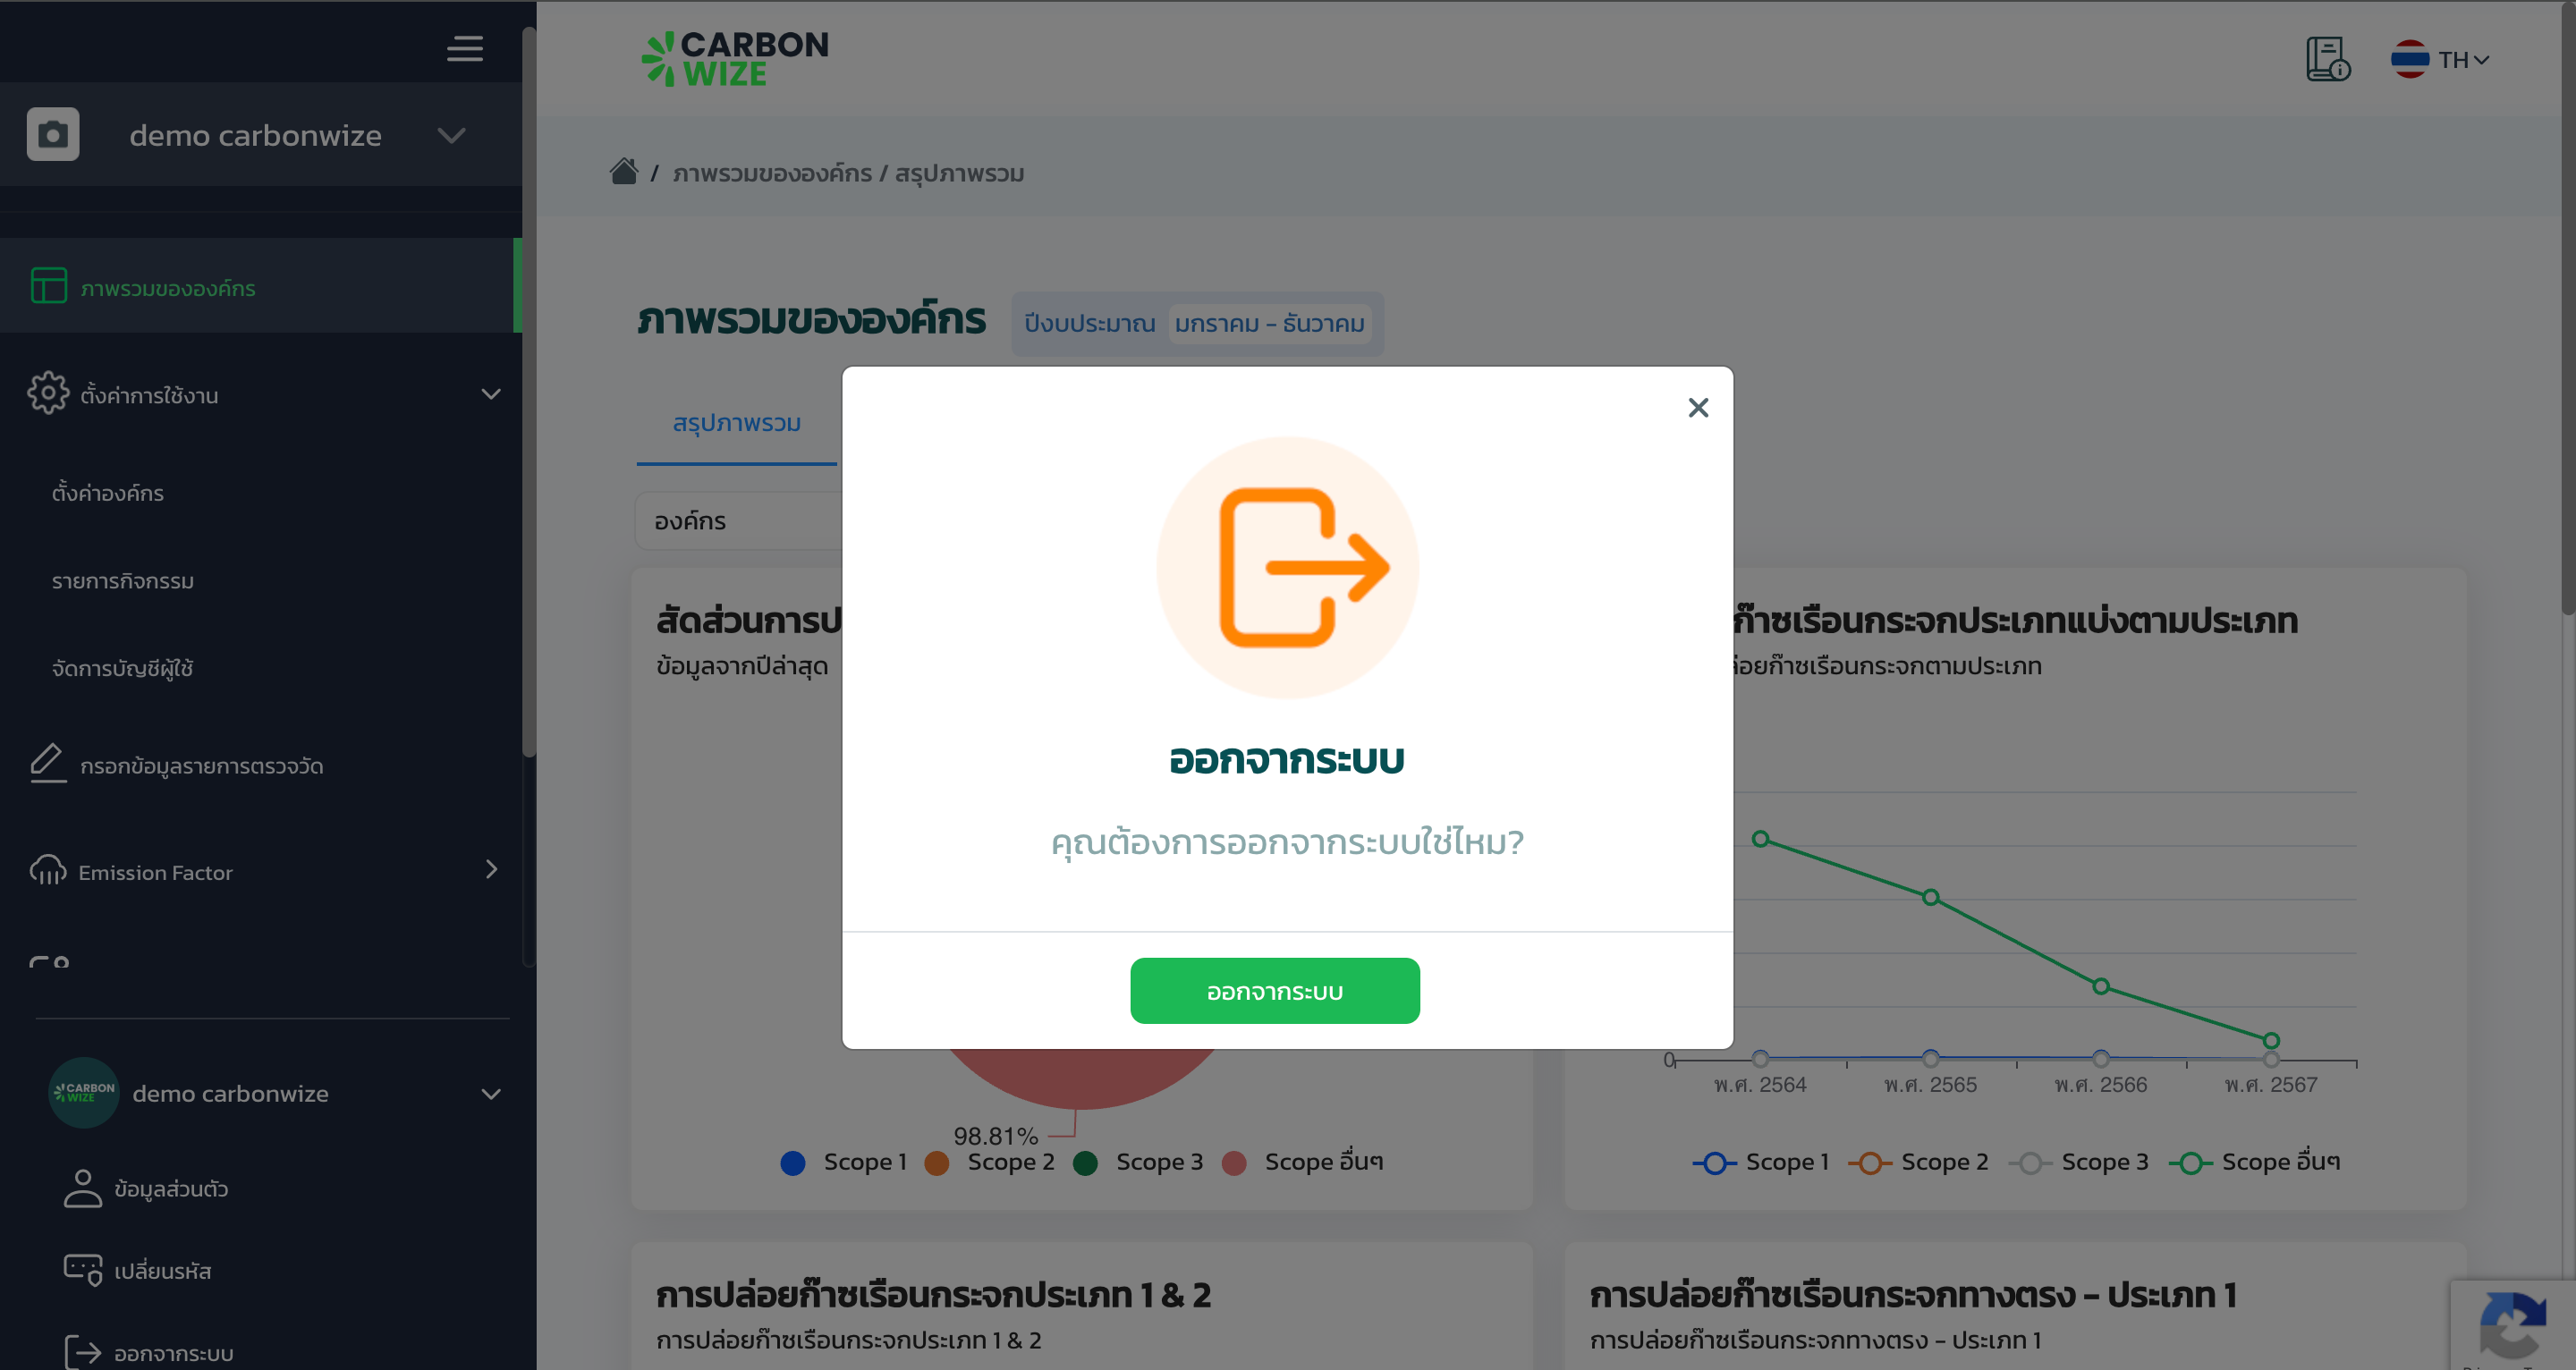 demo carbonwize
ภาพรวมขององค์กร
ตั้งค่าการใช้งาน
ตั้งค่าองค์กร
รายการกิจกรรม
จัดการบัญชีผู้ใช้
กรอกข้อมูลรายการตรวจวัด
Emission Factor
CARBON
WIZE
demo carbonwize
ข้อมูลส่วนตัว
เปลี่ยนรหัส
ออกจากระบบ
CARBON
WIZE
TH
/ ภาพรวมขององค์กร / สรุปภาพรวม
ภาพรวมขององค์กร
ปีงบประมาณ มกราคม - ธันวาคม
สรุปภาพรวม
องค์กร
สัดส่วนการป
ข้อมูลจากปีล่าสุด
98.81%
Scope 1 Scope 2 Scope 3 Scope อื่นๆ
ออกจากระบบ
คุณต้องการออกจากระบบใช่ไหม?
ออกจากระบบ
ก๊าซเรือนกระจกประเภทแบ่งตามประเภท
่อยก๊าซเรือนกระจกตามประเภท
0
พ.ศ. 2564 พ.ศ. 2565 พ.ศ. 2566 พ.ศ. 2567
Scope 1 Scope 2 Scope 3 Scope อื่นๆ
การปล่อยก๊าซเรือนกระจกประเภท 1 & 2
การปล่อยก๊าซเรือนกระจกประเภท 1 & 2
การปล่อยก๊าซเรือนกระจกทางตรง - ประเภท 1
การปล่อยก๊าซเรือนกระจกทางตรง - ประเภท 1